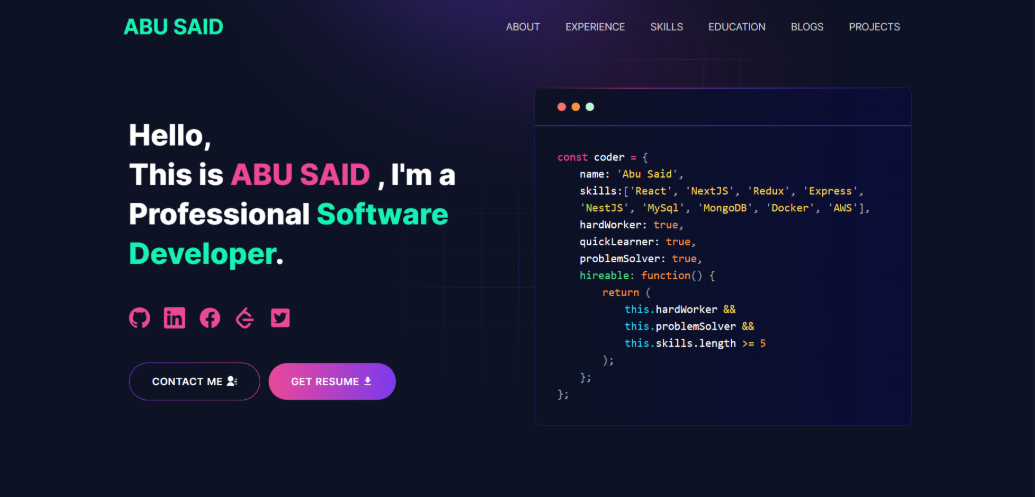 ABU SAID
ABOUT EXPERIENCE SKILLS EDUCATION BLOGS PROJECTS
Hello,
This is ABU SAID , I'm a
Professional Software
Developer.
CONTACT ME
GET RESUME
const coder = {
name: 'Abu Said',
skills:['React', 'NextJS', 'Redux', 'Express',
'NestJS', 'MySql', 'MongoDB', 'Docker', 'AWS'],
hardWorker: true,
quickLearner: true,
problemSolver: true,
hireable: function() {
return (
this.hardWorker &&
this.problemSolver &&
this.skills.length >= 5
);
};
};